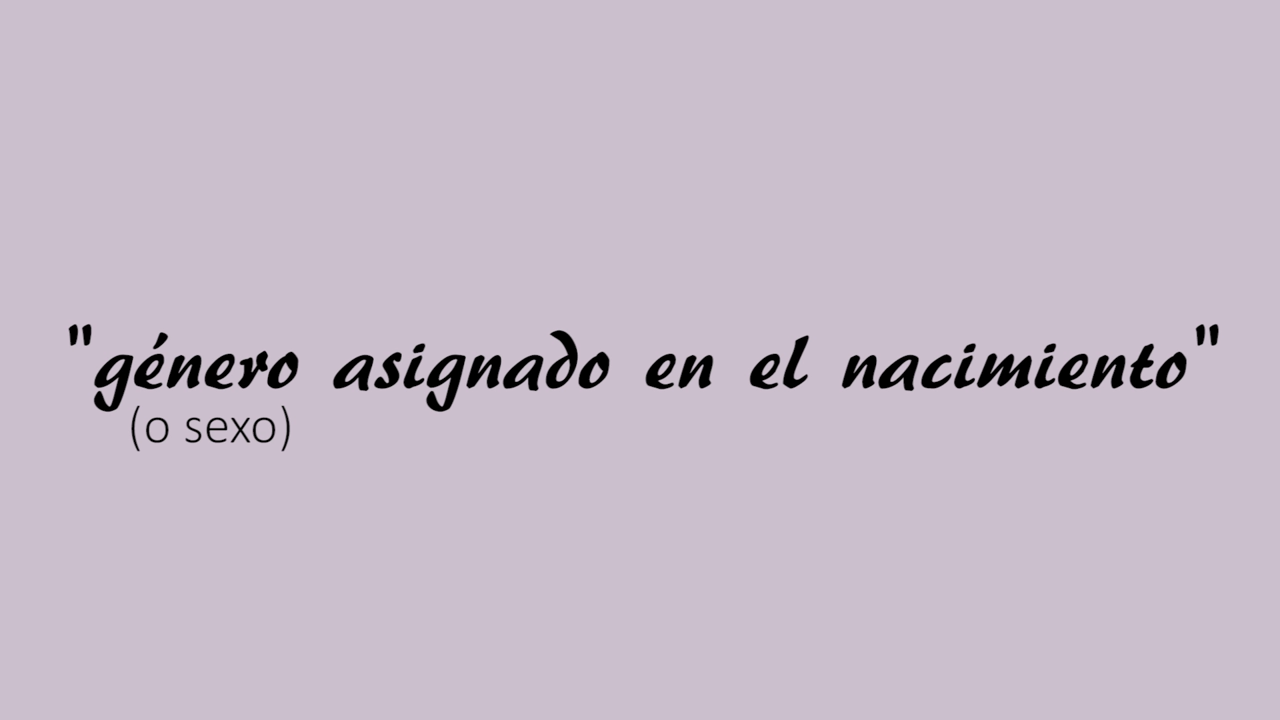 "género asignado en el nacimiento"
(o sexo)